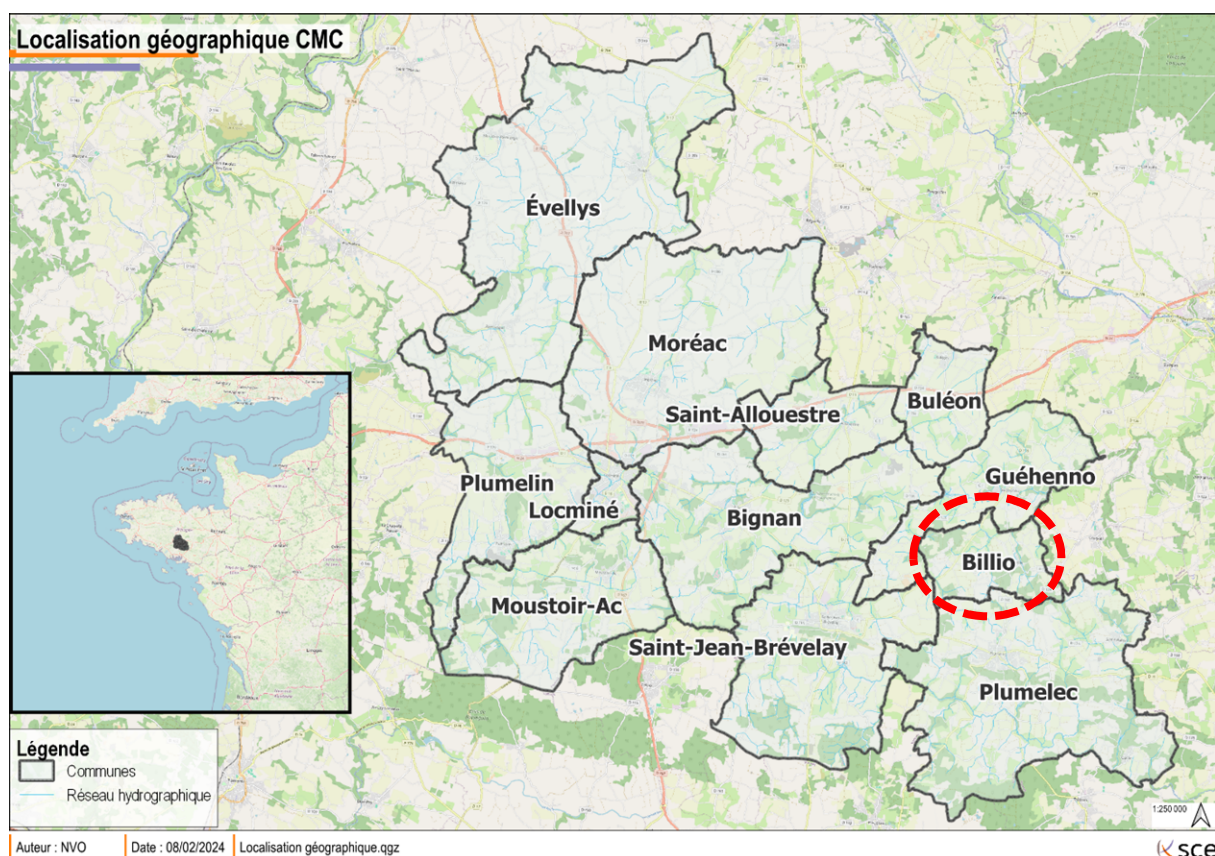 Localisation géographique CMC
Évellys
Moréac
Saint-Allouestre
Buléon
Guéhenno
Plumelin
Locminé
Bignan
Billio
Moustoir-Ac
Saint-Jean-Brévelay
Plumelec
Légende
Communes
Réseau hydrographique
1:250 000
Auteur : NVO
Date : 08/02/2024
Localisation géographique.qgz
sce